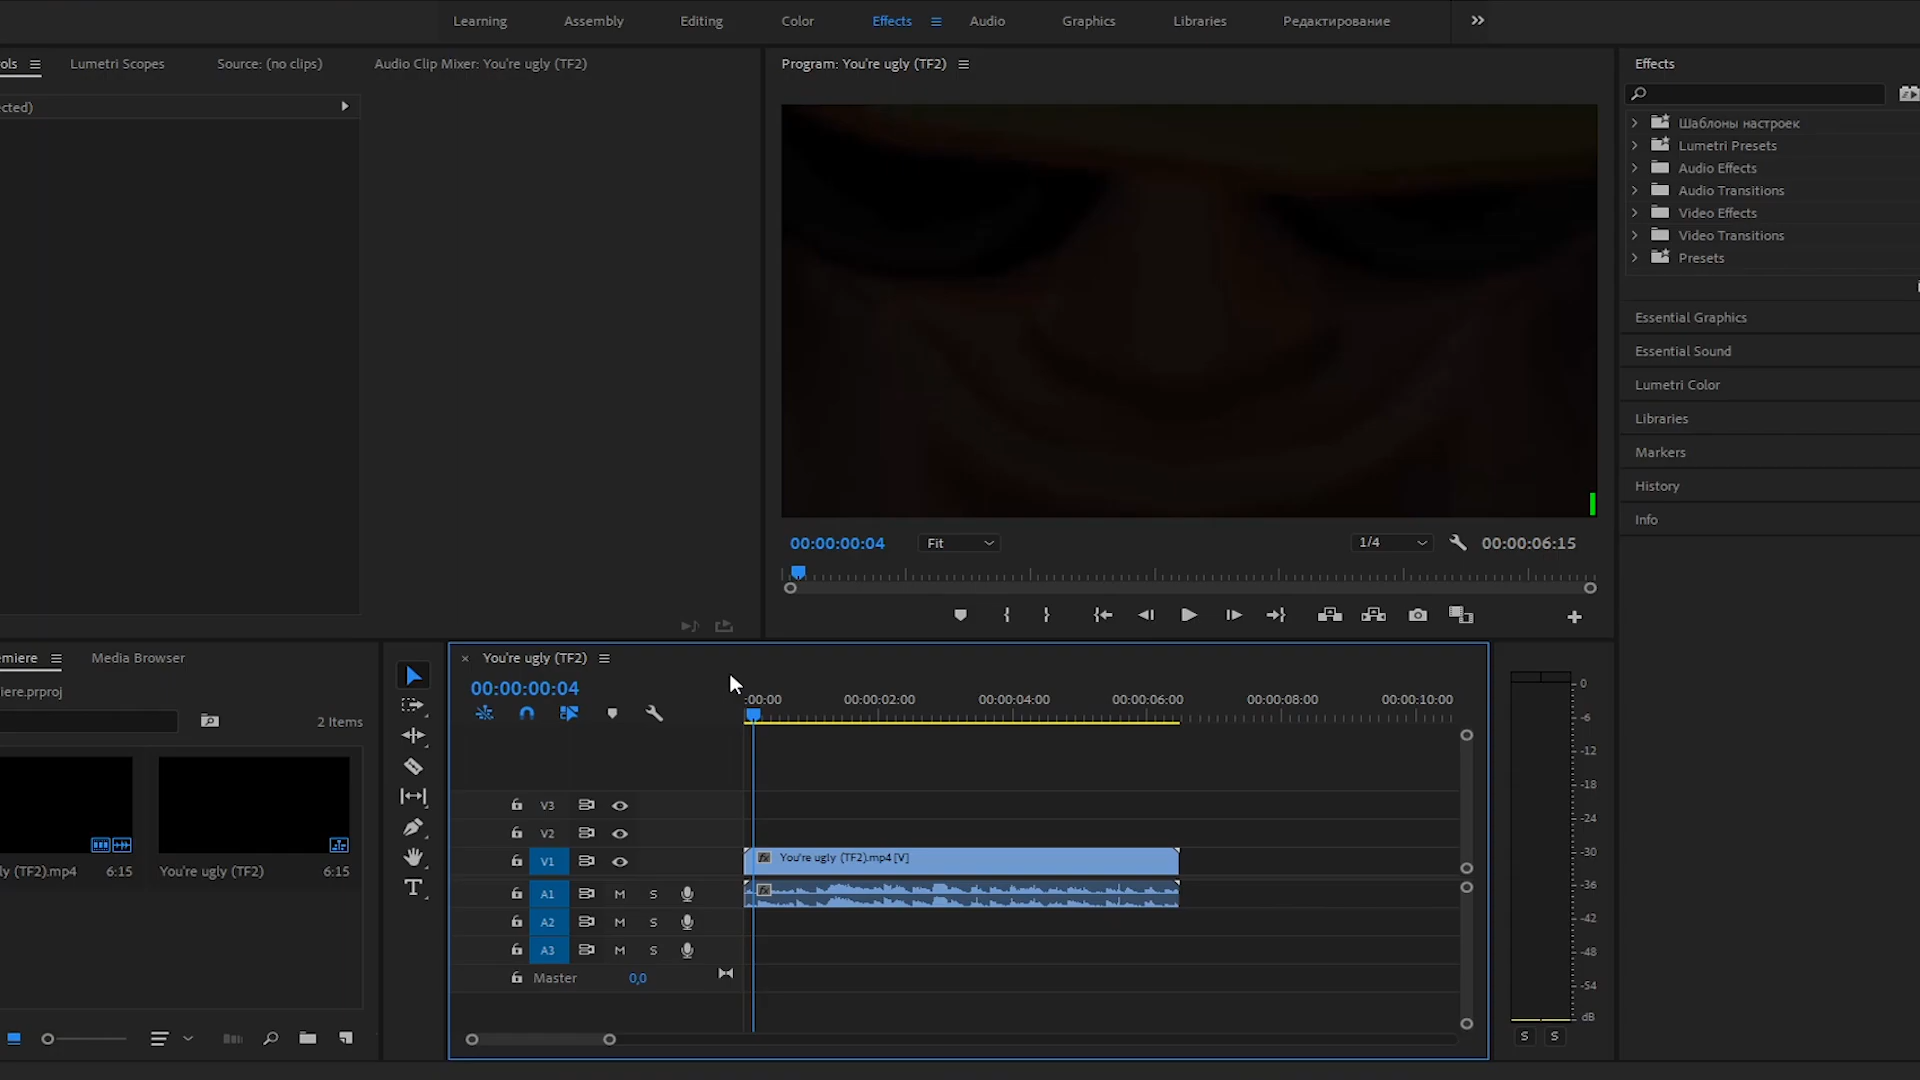 Learning Assembly Editing Color Effects Audio Graphics Libraries Редактирование
ols Lumetri Scopes Source: (no clips) Audio Clip Mixer: You're ugly (TF2)
ected)
Program: You're ugly (TF2)
00:00:00:04 Fit 1/4 00:00:06:15
Effects
Шаблоны настроек
Lumetri Presets
Audio Effects
Audio Transitions
Video Effects
Video Transitions
Presets
Essential Graphics
Essential Sound
Lumetri Color
Libraries
Markers
History
Info
emiere Media Browser
iere.prproj
2 Items
ly (TF2).mp4 6:15 You're ugly (TF2) 6:15
T
× You're ugly (TF2)
00:00:00:04
:00:00 00:00:02:00 00:00:04:00 00:00:06:00 00:00:08:00 00:00:10:00
V3
V2
V1 fx You're ugly (TF2).mp4 [V]
A1 M S fx
A2 M S
A3 M S
Master 0,0
0
-6
-12
-18
-24
-30
-36
-42
-48
-54
dB
S S